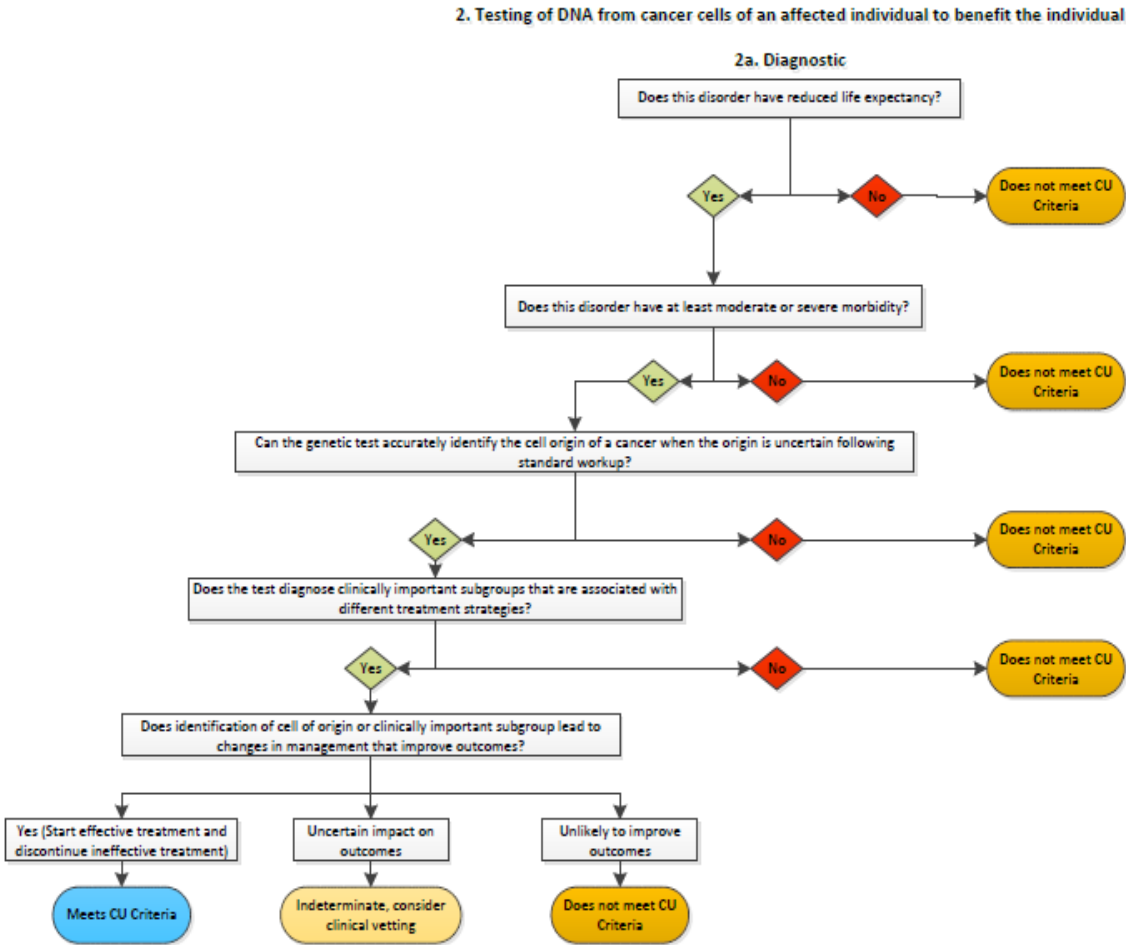 2. Testing of DNA from cancer cells of an affected individual to benefit the individual
2a. Diagnostic
Does this disorder have reduced life expectancy?
Yes
No
Does not meet CU
Criteria
Does this disorder have at least moderate or severe morbidity?
Yes
No
Does not meet CU
Criteria
Can the genetic test accurately identify the cell origin of a cancer when the origin is uncertain following
standard workup?
Yes
No
Does not meet CU
Criteria
Does the test diagnose clinically important subgroups that are associated with
different treatment strategies?
Yes
No
Does not meet CU
Criteria
Does identification of cell of origin or clinically important subgroup lead to
changes in management that improve outcomes?
Yes (Start effective treatment and
discontinue ineffective treatment)
Uncertain impact on
outcomes
Unlikely to improve
outcomes
Meets CU Criteria
Indeterminate, consider
clinical vetting
Does not meet CU
Criteria